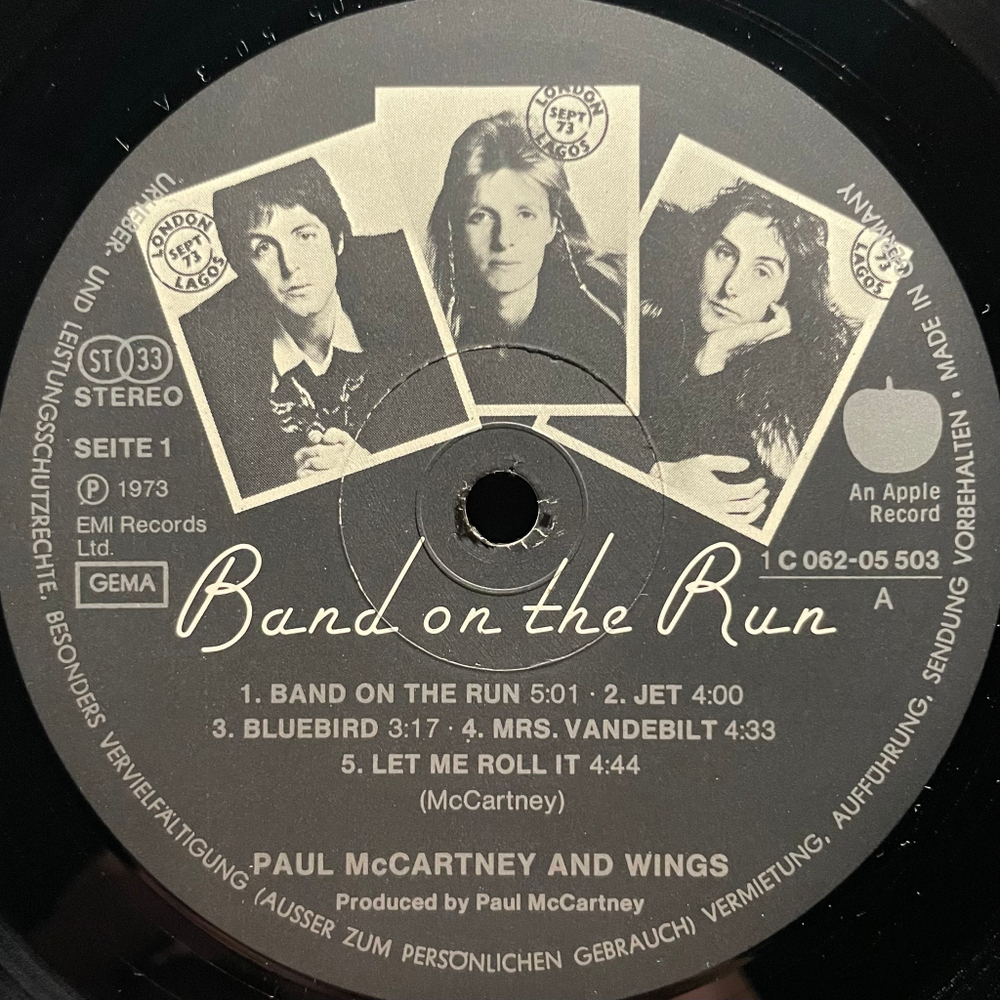 URHEBER- UND LEISTUNGSSCHUTZRECHTE, BESONDERS VERVIELFÄLTIGUNG (AUSSER ZUM PERSÖNLICHEN GEBRAUCH) VERMIETUNG, AUFFÜHRUNG, SENDUNG VORBEHALTEN · MADE IN GERMANY
LONDON
SEPT
73
LAGOS
LONDON
SEPT
73
LAGOS
LONDON
SEPT
73
LAGOS
ST 33
STEREO
SEITE 1
Ⓟ 1973
EMI Records
Ltd.
GEMA
An Apple
Record
1 C 062-05 503
A
Band on the Run
1. BAND ON THE RUN 5:01 · 2. JET 4:00
3. BLUEBIRD 3:17 · 4. MRS. VANDEBILT 4:33
5. LET ME ROLL IT 4:44
(McCartney)
PAUL McCARTNEY AND WINGS
Produced by Paul McCartney